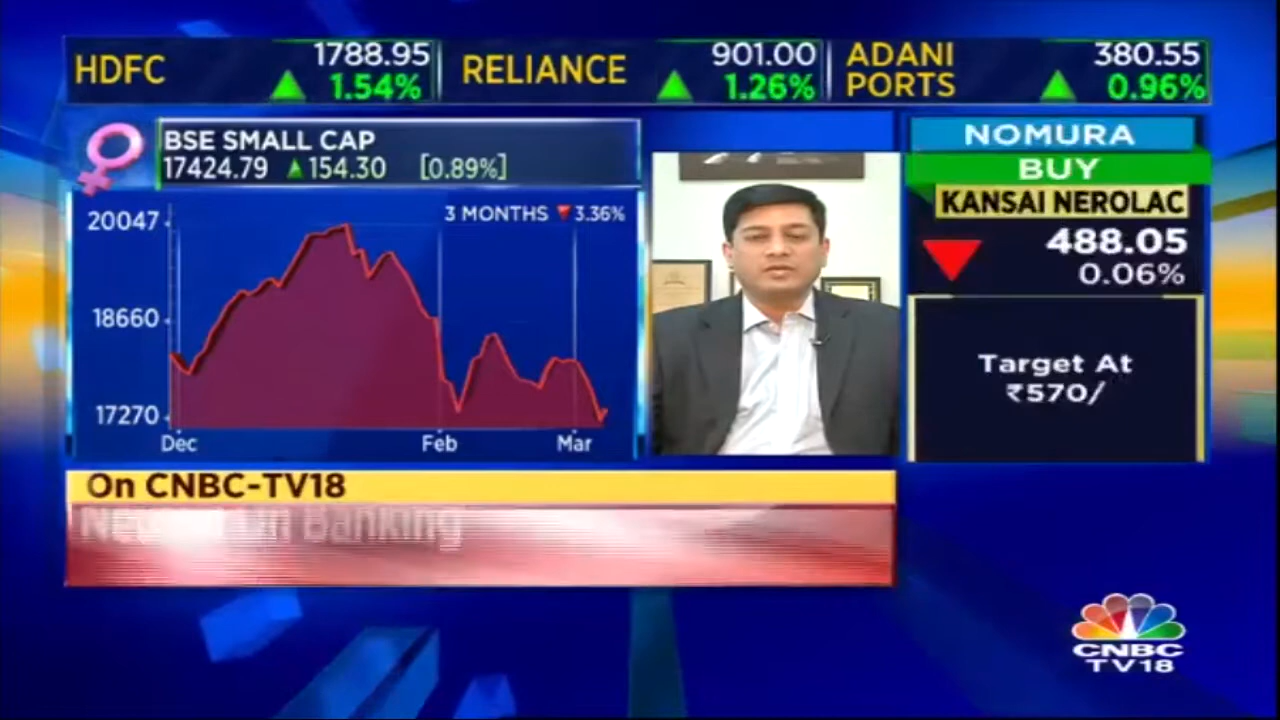 HDFC
1788.95
1.54%
RELIANCE
901.00
1.26%
ADANI
PORTS
380.55
0.96%
BSE SMALL CAP
17424.79 154.30 [0.89%]
3 MONTHS 3.36%
20047
18660
17270
Dec Feb Mar
NOMURA
BUY
KANSAI NEROLAC
488.05
0.06%
Target At
₹570/
On CNBC-TV18
Banking
CNBC
TV18